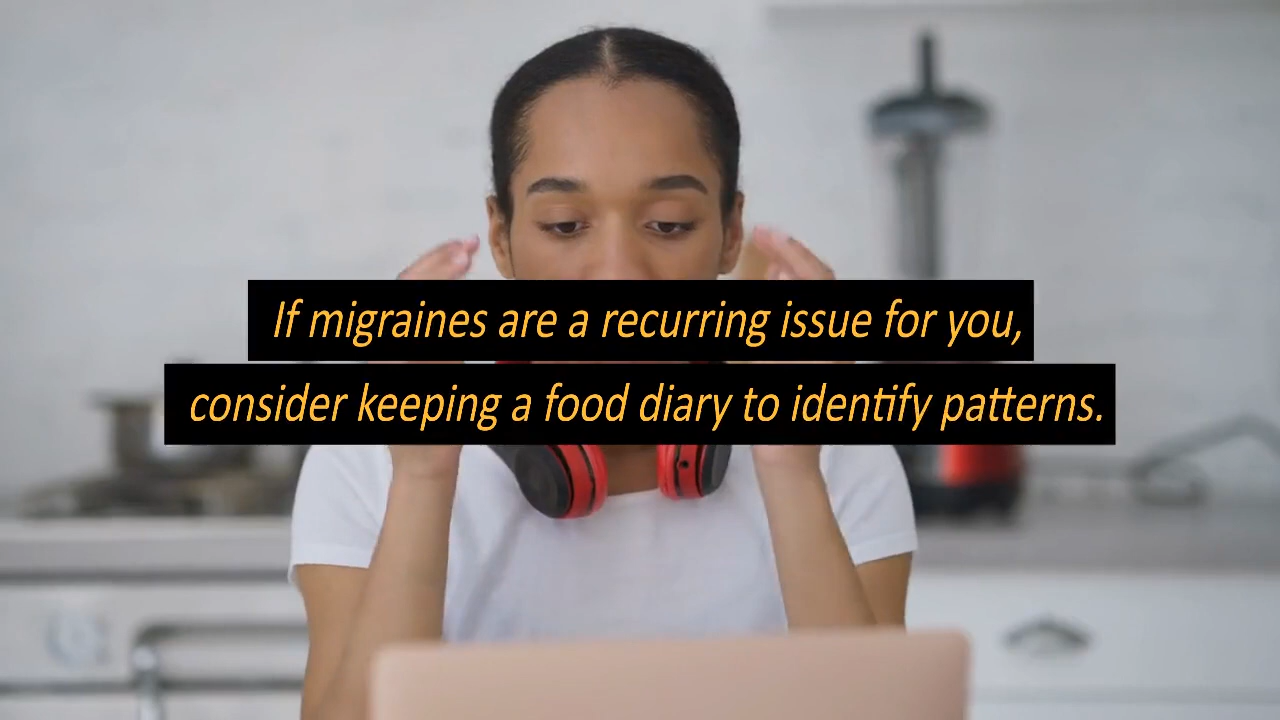 If migraines are a recurring issue for you,
consider keeping a food diary to identify patterns.